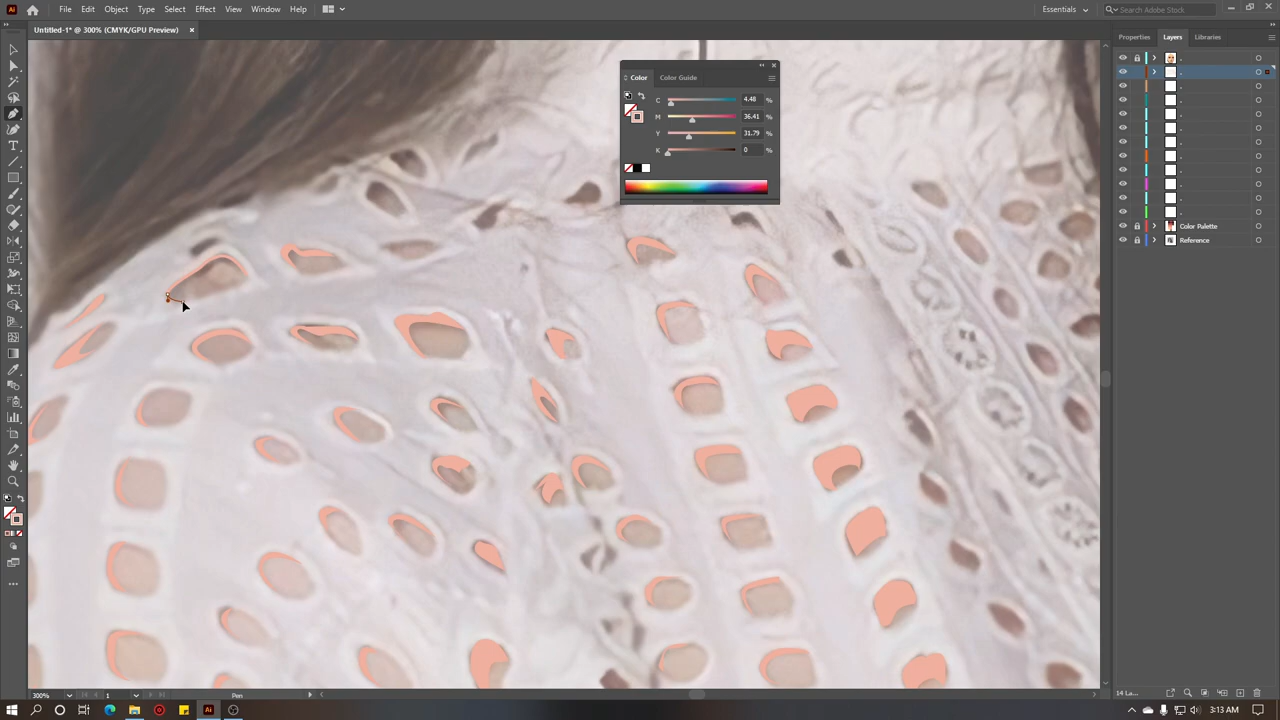 File Edit Object Type Select Effect View Window Help
Essentials
Search Adobe Stock
Untitled-1* @ 300% (CMYK/GPU Preview)
Properties Layers Libraries
Color Color Guide
C 4.48 %
M 36.41 %
Y 31.79 %
K 0 %
Color Palette
Reference
300% 1 Pen
14 La...
3:13 AM